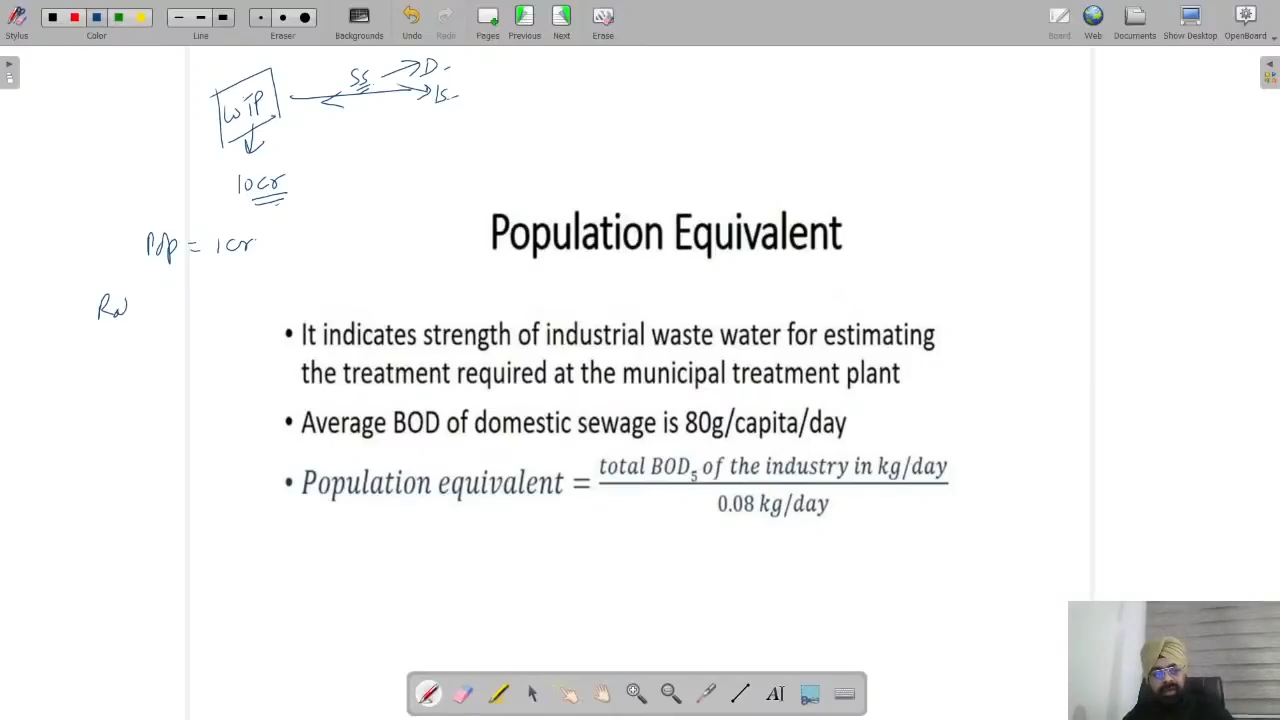 Stylus
Color
Line
Eraser
Backgrounds
Undo
Redo
Pages
Previous
Next
Erase
Board
Web
Documents
Show Desktop
OpenBoard
WTP
SS
D
Is
10cr
Pop = 1cr
Ra
Population Equivalent
• It indicates strength of industrial waste water for estimating
the treatment required at the municipal treatment plant
• Average BOD of domestic sewage is 80g/capita/day
• Population equivalent = total BOD₅ of the industry in kg/day
0.08 kg/day